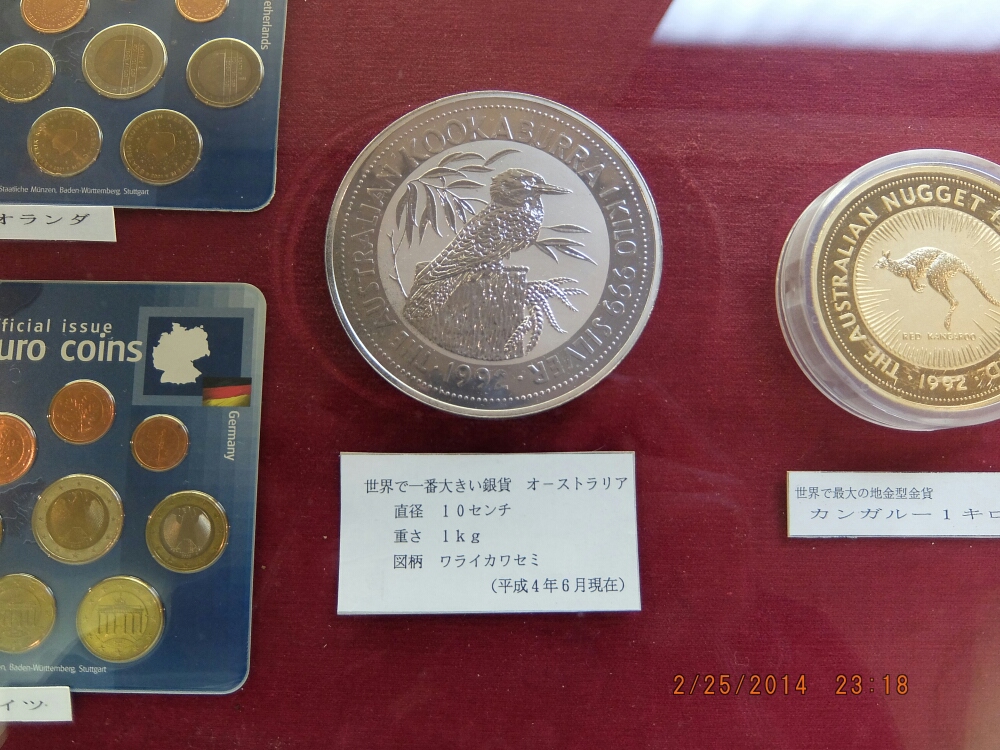 etherlands
Staatliche Münzen, Baden-Württemberg, Stuttgart
オランダ
fficial issue
uro coins
Germany
n, Baden-Württemberg, Stuttgart
イツ
THE AUSTRALIAN KOOKABURRA 1 KILO 999 SILVER
1992
世界で一番大きい銀貨 オーストラリア
直径 10センチ
重さ 1kg
図柄 ワライカワセミ
(平成4年6月現在)
THE AUSTRALIAN NUGGET
RED KANGAROO
1992
世界で最大の地金型金貨
カンガルー1キロ
2/25/2014 23:18